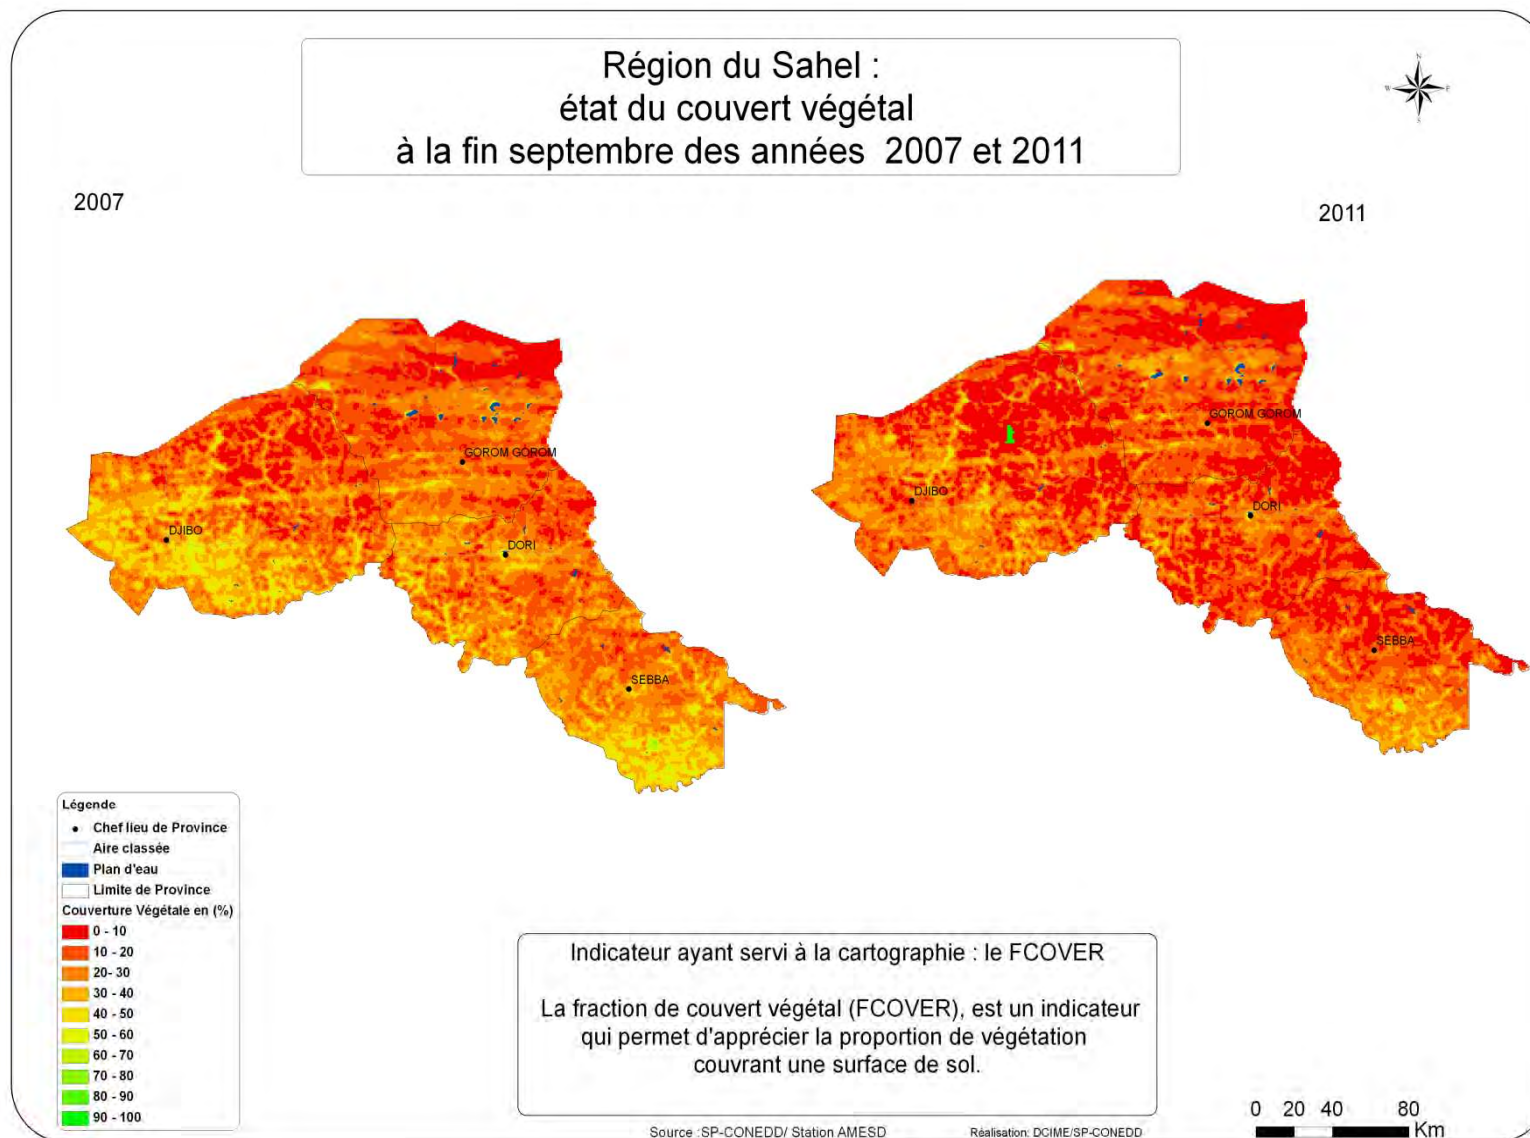 Région du Sahel :
état du couvert végétal
à la fin septembre des années 2007 et 2011
N
W
E
S
2007
2011
GOROM GOROM
DJIBO
DORI
SEBBA
GOROM GOROM
DJIBO
DORI
SEBBA
Légende
Chef lieu de Province
Aire classée
Plan d'eau
Limite de Province
Couverture Végétale en (%)
0 - 10
10 - 20
20- 30
30 - 40
40 - 50
50 - 60
60 - 70
70 - 80
80 - 90
90 - 100
Indicateur ayant servi à la cartographie : le FCOVER
La fraction de couvert végétal (FCOVER), est un indicateur
qui permet d'apprécier la proportion de végétation
couvrant une surface de sol.
Source :SP-CONEDD/ Station AMESD
Réalisation: DCIME/SP-CONEDD
0 20 40 80
Km